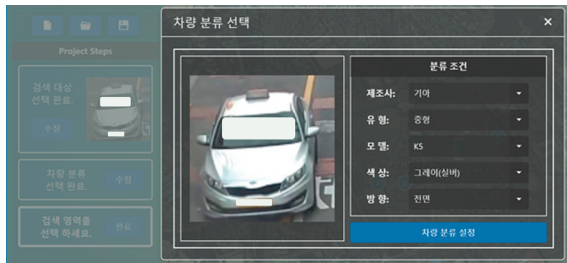 차량 분류 선택
×
Project Steps
검색 대상
선택 완료.
수정
차량 분류
선택 완료.
수정
검색 영역을
선택 하세요.
완료
분류 조건
제조사: 기아
유 형: 중형
모 델: K5
색 상: 그레이(실버)
방 향: 전면
차량 분류 설정